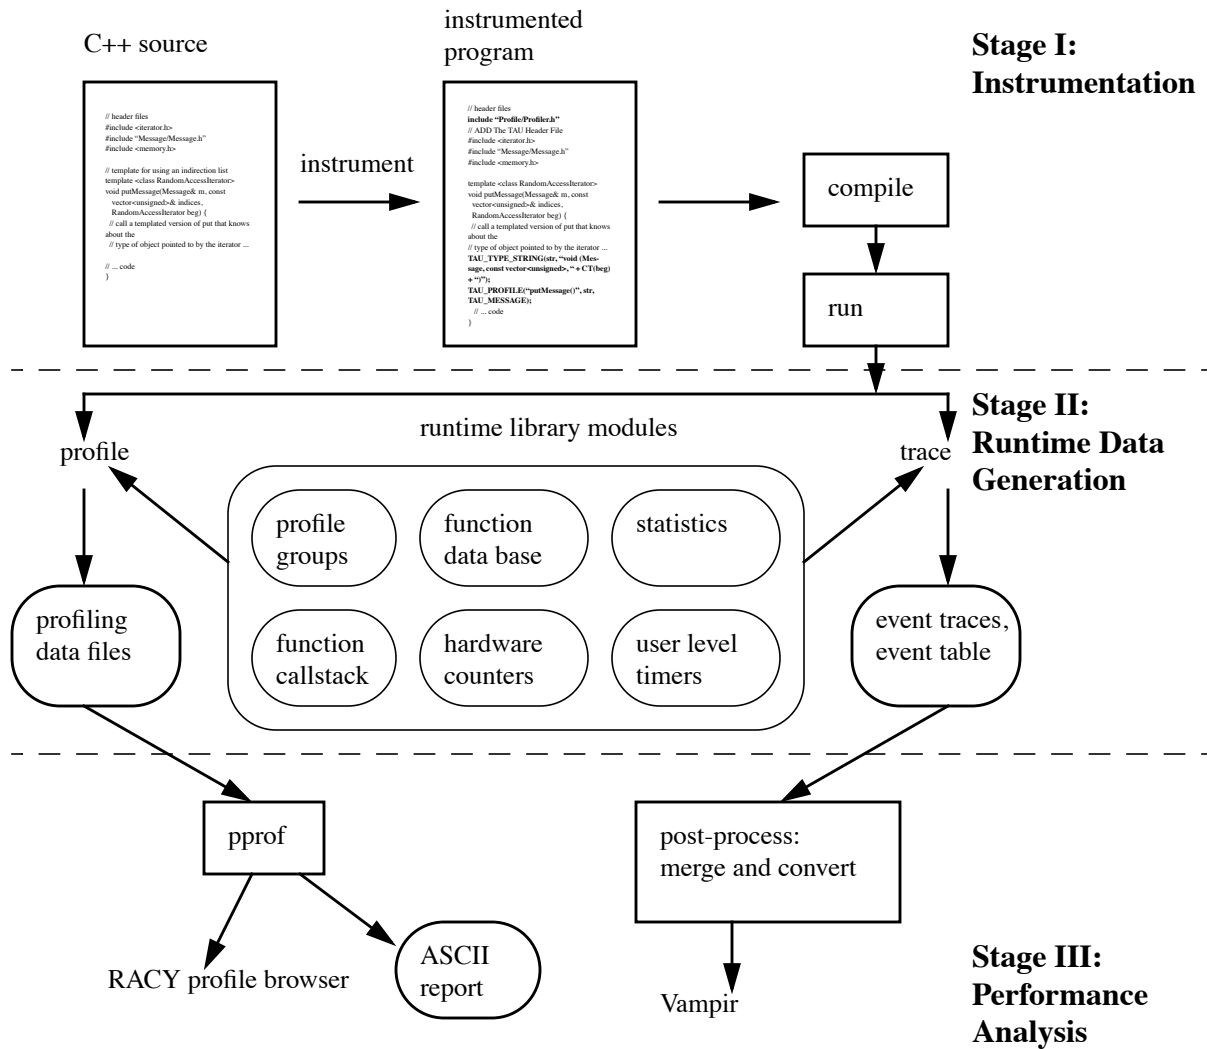 C++ source
instrumented
program
Stage I:
Instrumentation
// header files
#include <iterator.h>
#include “Message/Message.h”
#include <memory.h>
// template for using an indirection list
template <class RandomAccessIterator>
void putMessage(Message& m, const
vector<unsigned>& indices,
RandomAccessIterator beg) {
// call a templated version of put that knows
about the
// type of object pointed to by the iterator ...
// ... code
}
instrument
// header files
include “Profile/Profiler.h”
// ADD The TAU Header File
#include <iterator.h>
#include “Message/Message.h”
#include <memory.h>
template <class RandomAccessIterator>
void putMessage(Message& m, const
vector<unsigned>& indices,
RandomAccessIterator beg) {
// call a templated version of put that knows
about the
// type of object pointed to by the iterator ...
TAU_TYPE_STRING(str, “void (Mes-
sage, const vector<unsigned>, “ + CT(beg)
+ “)”);
TAU_PROFILE(“putMessage()”, str,
TAU_MESSAGE);
// ... code
}
compile
run
Stage II:
Runtime Data
Generation
runtime library modules
profile
trace
profile
groups
function
data base
statistics
function
callstack
hardware
counters
user level
timers
profiling
data files
event traces,
event table
pprof
post-process:
merge and convert
RACY profile browser
ASCII
report
Vampir
Stage III:
Performance
Analysis